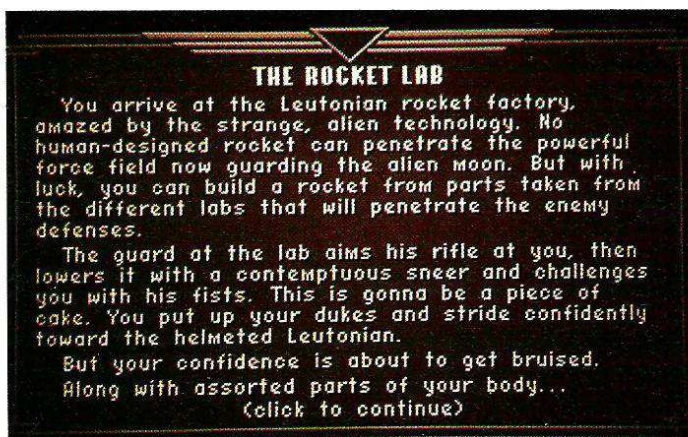 THE ROCKET LAB
You arrive at the Leutonian rocket factory,
amazed by the strange, alien technology. No
human-designed rocket can penetrate the powerful
force field now guarding the alien moon. But with
luck, you can build a rocket from parts taken from
the different labs that will penetrate the enemy
defenses.
The guard at the lab aims his rifle at you, then
lowers it with a contemptuous sneer and challenges
you with his fists. This is gonna be a piece of
cake. You put up your dukes and stride confidently
toward the helmeted Leutonian.
But your confidence is about to get bruised.
Along with assorted parts of your body...
(click to continue)